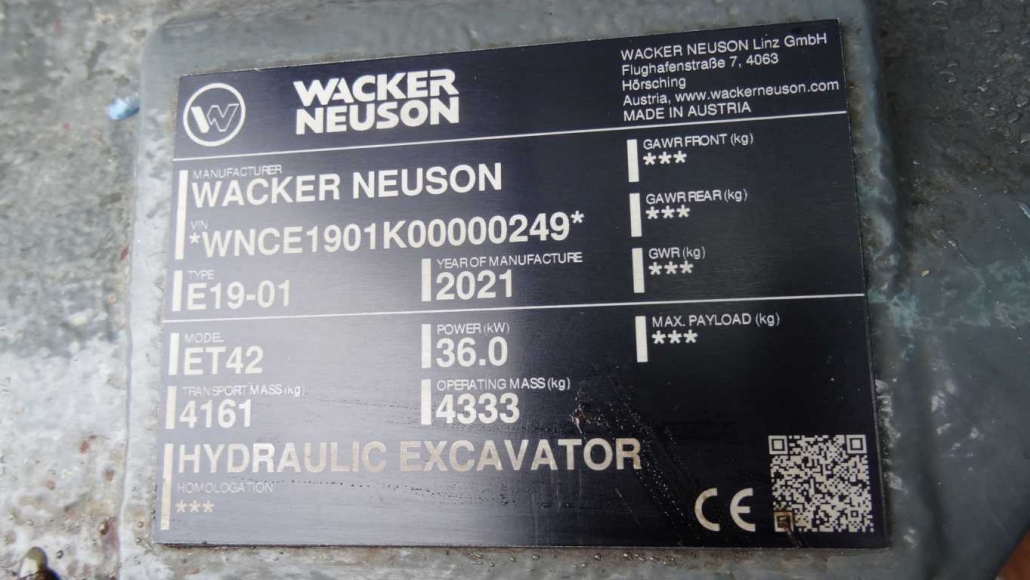 WACKER
NEUSON
WACKER NEUSON Linz GmbH
Flughafenstraße 7, 4063
Hörsching
Austria, www.wackerneuson.com
MADE IN AUSTRIA
MANUFACTURER
WACKER NEUSON
VIN
*WNCE1901K00000249*
TYPE
E19-01
YEAR OF MANUFACTURE
2021
GAWR FRONT (kg)
***
GAWR REAR (kg)
***
GWR (kg)
***
MODEL
ET42
POWER (kW)
36.0
MAX. PAYLOAD (kg)
***
TRANSPORT MASS (kg)
4161
OPERATING MASS (kg)
4333
HYDRAULIC EXCAVATOR
HOMOLOGATION
***
CE